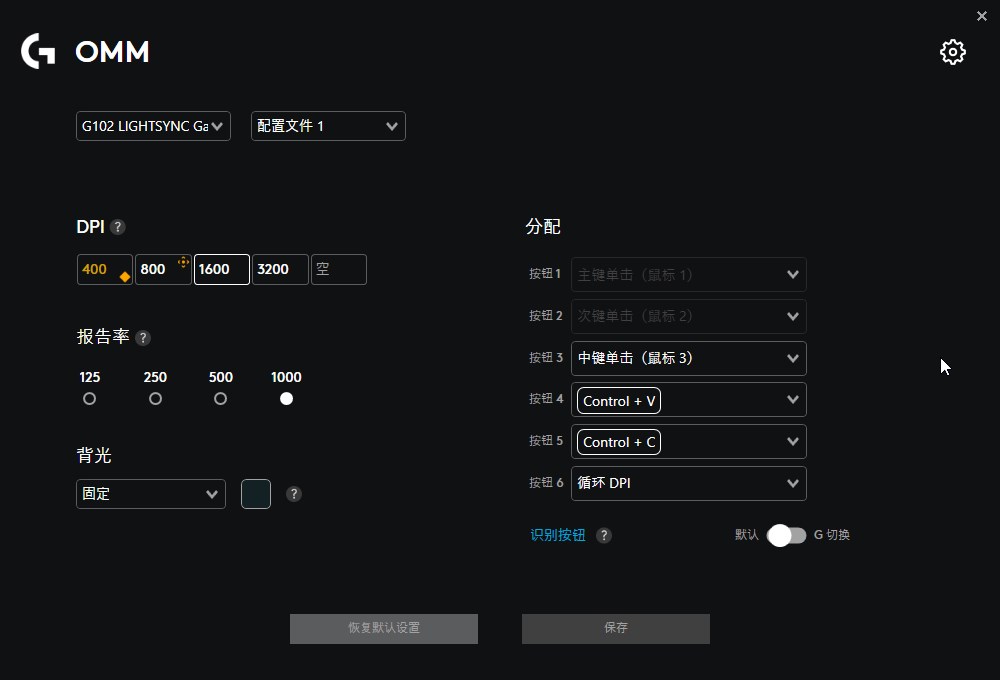 OMM
G102 LIGHTSYNC Ga
配置文件 1
DPI ?
400
800
1600
3200
空
报告率 ?
125
250
500
1000
背光
固定
?
分配
按钮 1
主键单击（鼠标 1）
按钮 2
次键单击（鼠标 2）
按钮 3
中键单击（鼠标 3）
按钮 4
Control + V
按钮 5
Control + C
按钮 6
循环 DPI
识别按钮 ?
默认
G 切换
恢复默认设置
保存